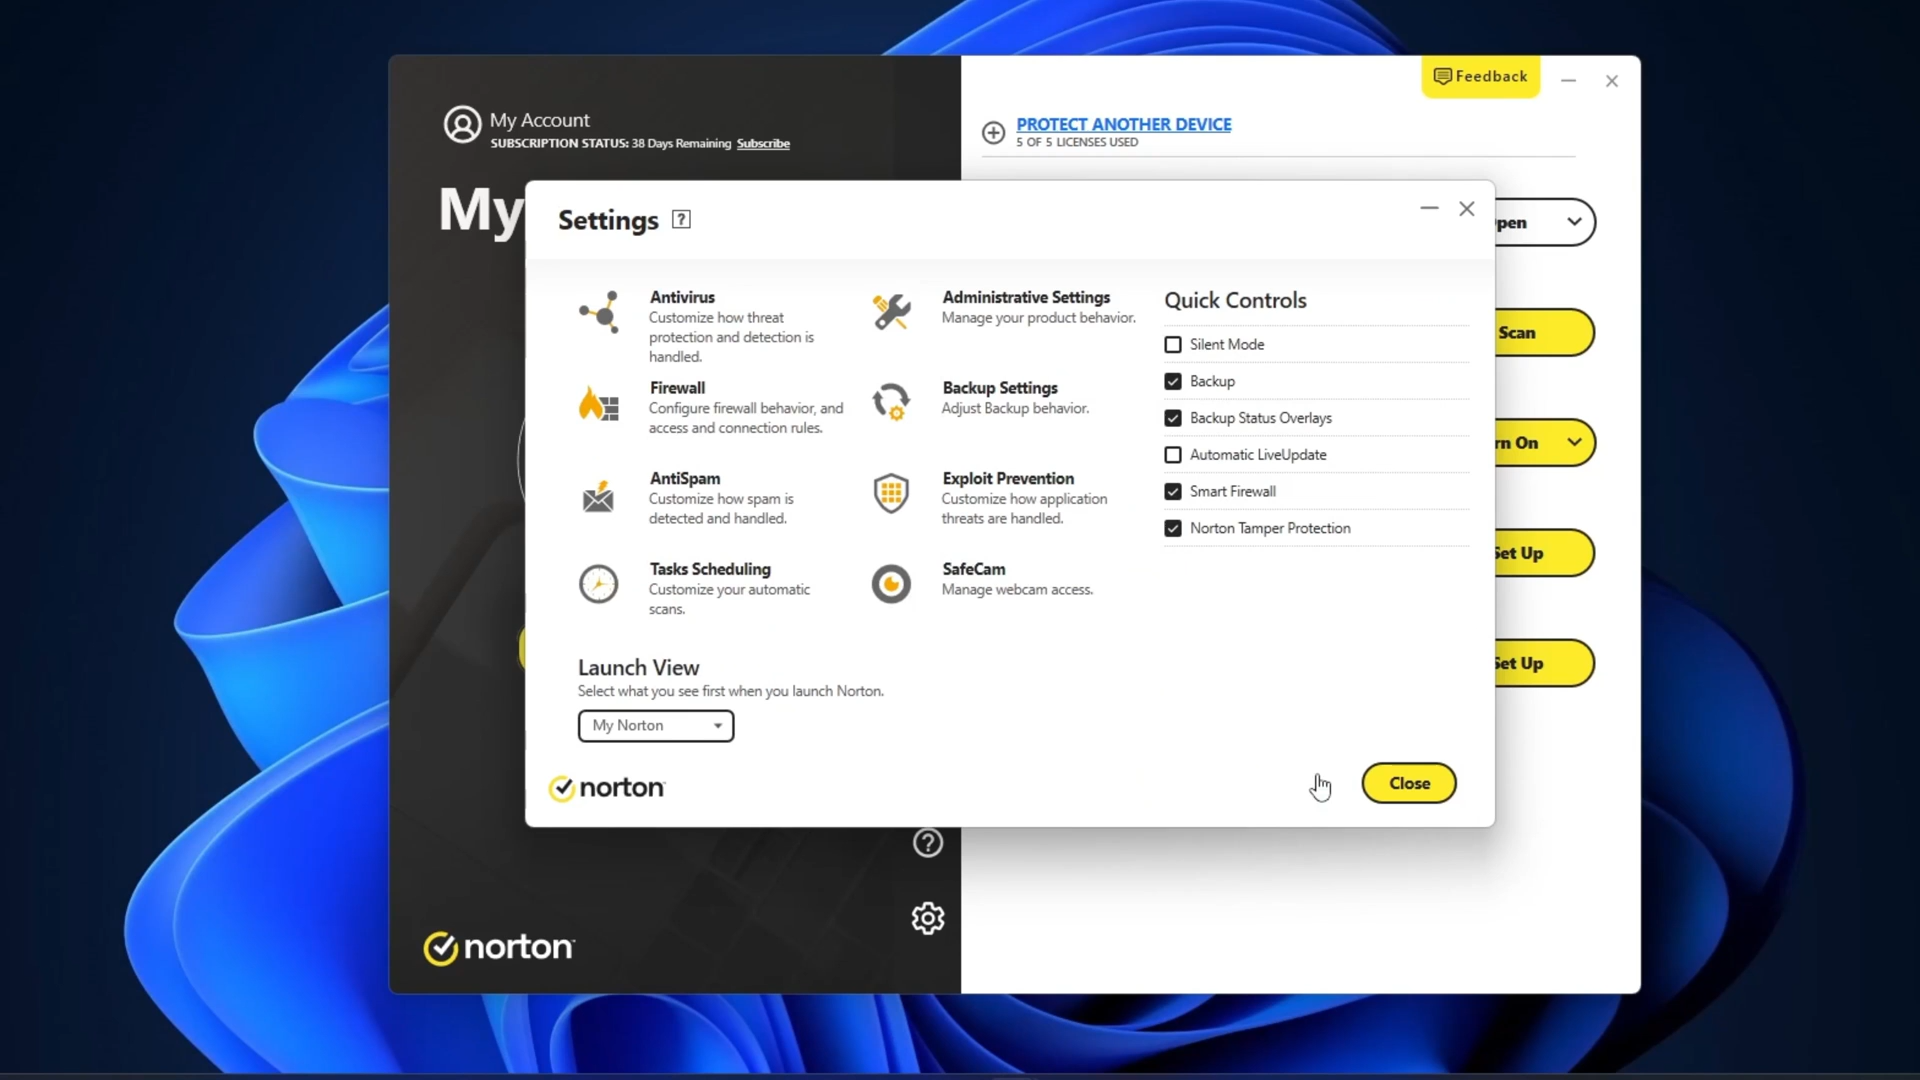 Feedback
My Account
SUBSCRIPTION STATUS: 38 Days Remaining Subscribe
PROTECT ANOTHER DEVICE
5 OF 5 LICENSES USED
My
Settings ?
pen
Antivirus
Customize how threat
protection and detection is
handled.
Firewall
Configure firewall behavior, and
access and connection rules.
AntiSpam
Customize how spam is
detected and handled.
Tasks Scheduling
Customize your automatic
scans.
Administrative Settings
Manage your product behavior.
Backup Settings
Adjust Backup behavior.
Exploit Prevention
Customize how application
threats are handled.
SafeCam
Manage webcam access.
Quick Controls
Silent Mode
Backup
Backup Status Overlays
Automatic LiveUpdate
Smart Firewall
Norton Tamper Protection
Scan
rn On
Set Up
Set Up
Launch View
Select what you see first when you launch Norton.
My Norton
norton
Close
?
norton